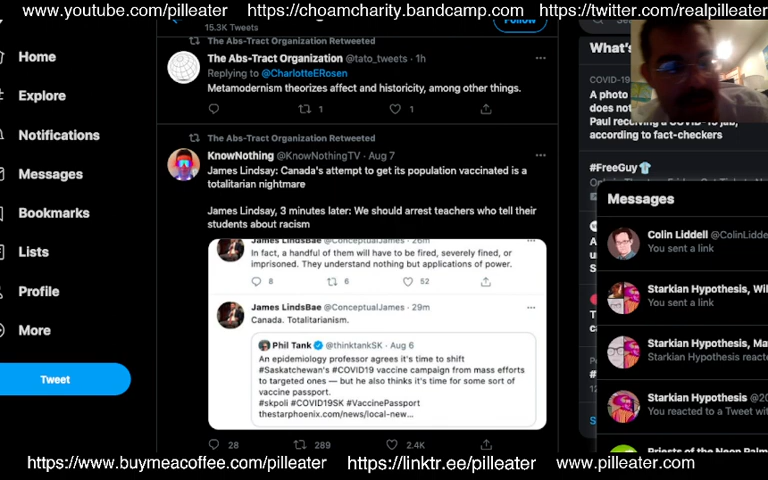 www.youtube.com/pilleater
https://choamcharity.bandcamp.com
https://twitter.com/realpilleater
15.3K Tweets
Follow
Home
Explore
Notifications
Messages
Bookmarks
Lists
Profile
More
Tweet
The Abs-Tract Organization Retweeted
The Abs-Tract Organization @tato_tweets · 1h
Replying to @CharlotteERosen
Metamodernism theorizes affect and historicity, among other things.
1
1
The Abs-Tract Organization Retweeted
KnowNothing @KnowNothingTV · Aug 7
James Lindsay: Canada's attempt to get its population vaccinated is a
totalitarian nightmare
James Lindsay, 3 minutes later: We should arrest teachers who tell their
students about racism
James LindsBae @ConceptualJames · 26m
In fact, a handful of them will have to be fired, severely fined, or
imprisoned. They understand nothing but applications of power.
8
6
52
James LindsBae @ConceptualJames · 29m
Canada. Totalitarianism.
Phil Tank @thinktankSK · Aug 6
An epidemiology professor agrees it's time to shift
#Saskatchewan's #COVID19 vaccine campaign from mass efforts
to targeted ones — but he also thinks it's time for some sort of
vaccine passport.
#skpoli #COVID19SK #VaccinePassport
thestarphoenix.com/news/local-new...
28
289
2.4K
What's
COVID-19
A photo
does not
Paul receiving a COVID-19 jab,
according to fact-checkers
#FreeGuy
Messages
Colin Liddell @ColinLidde
You sent a link
Starkian Hypothesis, Wil
You sent a link
Starkian Hypothesis, Ma
Starkian Hypothesis reacte
Starkian Hypothesis @20
You reacted to a Tweet wit
Priests of the Neon Palm
https://www.buymeacoffee.com/pilleater
https://linktr.ee/pilleater
www.pilleater.com